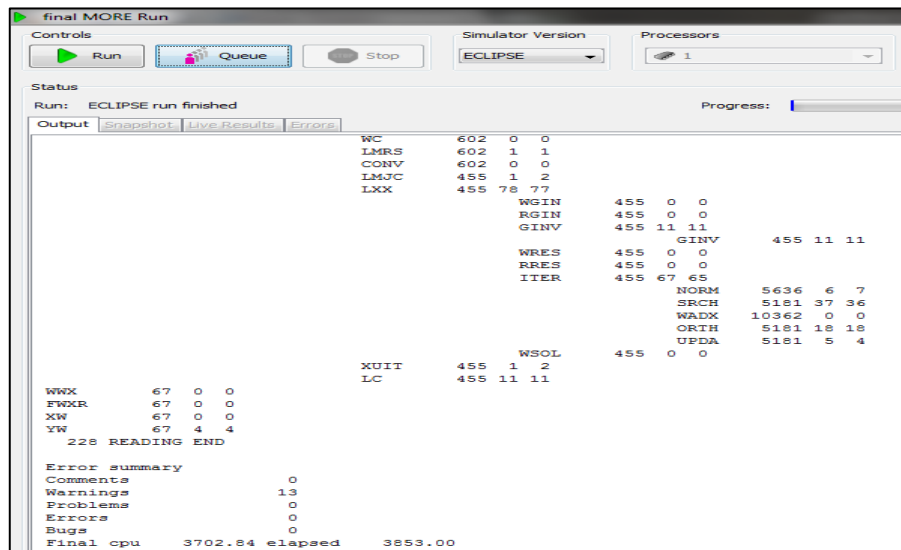 final MORE Run
Controls Simulator Version Processors
Run Queue Stop ECLIPSE 1
Status
Run: ECLIPSE run finished Progress:
Output Snapshot Live Results Errors
WC 602 0 0
LMRS 602 1 1
CONV 602 0 0
LMJC 455 1 2
LXX 455 78 77
WGIN 455 0 0
RGIN 455 0 0
GINV 455 11 11
GINV 455 11 11
WRES 455 0 0
RRES 455 0 0
ITER 455 67 65
NORM 5636 6 7
SRCH 5181 37 36
WADX 10362 0 0
ORTH 5181 18 18
UPDA 5181 5 4
WSOL 455 0 0
XUIT 455 1 2
LC 455 11 11
WWX 67 0 0
FWXR 67 0 0
XW 67 0 0
YW 67 4 4
228 READING END
Error summary
Comments 0
Warnings 13
Problems 0
Errors 0
Bugs 0
Final cpu 3702.84 elapsed 3853.00